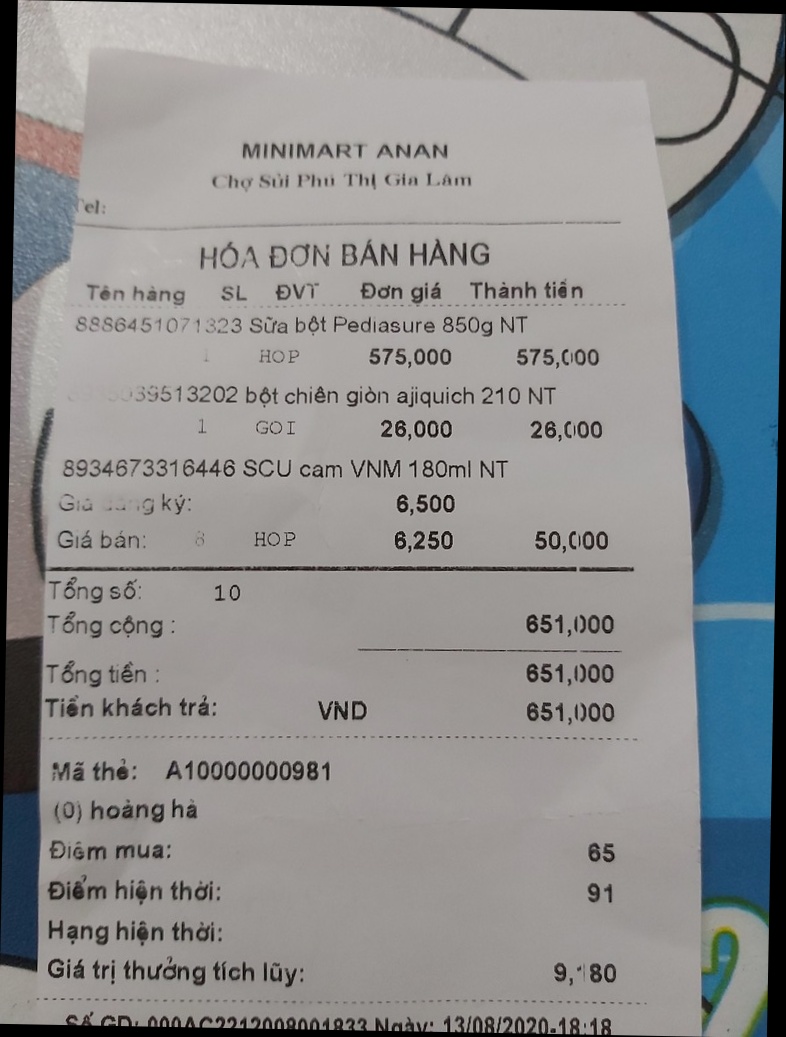 MINIMART ANAN
Chợ Sủi Phú Thị Gia Lâm
Tel:
HÓA ĐƠN BÁN HÀNG
Tên hàng SL ĐVT Đơn giá Thành tiền
8886451071323 Sữa bột Pediasure 850g NT
1 HOP 575,000 575,000
8935039513202 bột chiên giòn ajiquich 210 NT
1 GOI 26,000 26,000
8934673316446 SCU cam VNM 180ml NT
Giá đăng ký: 6,500
Giá bán: 8 HOP 6,250 50,000
Tổng số: 10
Tổng cộng : 651,000
Tổng tiền : 651,000
Tiền khách trả: VND 651,000
Mã thẻ: A10000000981
(0) hoàng hà
Điểm mua: 65
Điểm hiện thời: 91
Hạng hiện thời:
Giá trị thưởng tích lũy: 9,180
Số GD: 000AC2212008001833 Ngày: 13/08/2020-18:18